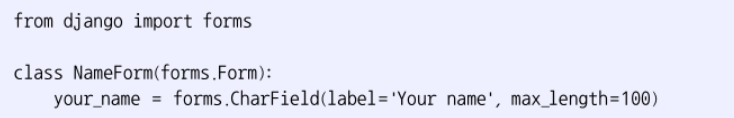 from django import forms
class NameForm(forms.Form):
    your_name = forms.CharField(label='Your name', max_length=100)